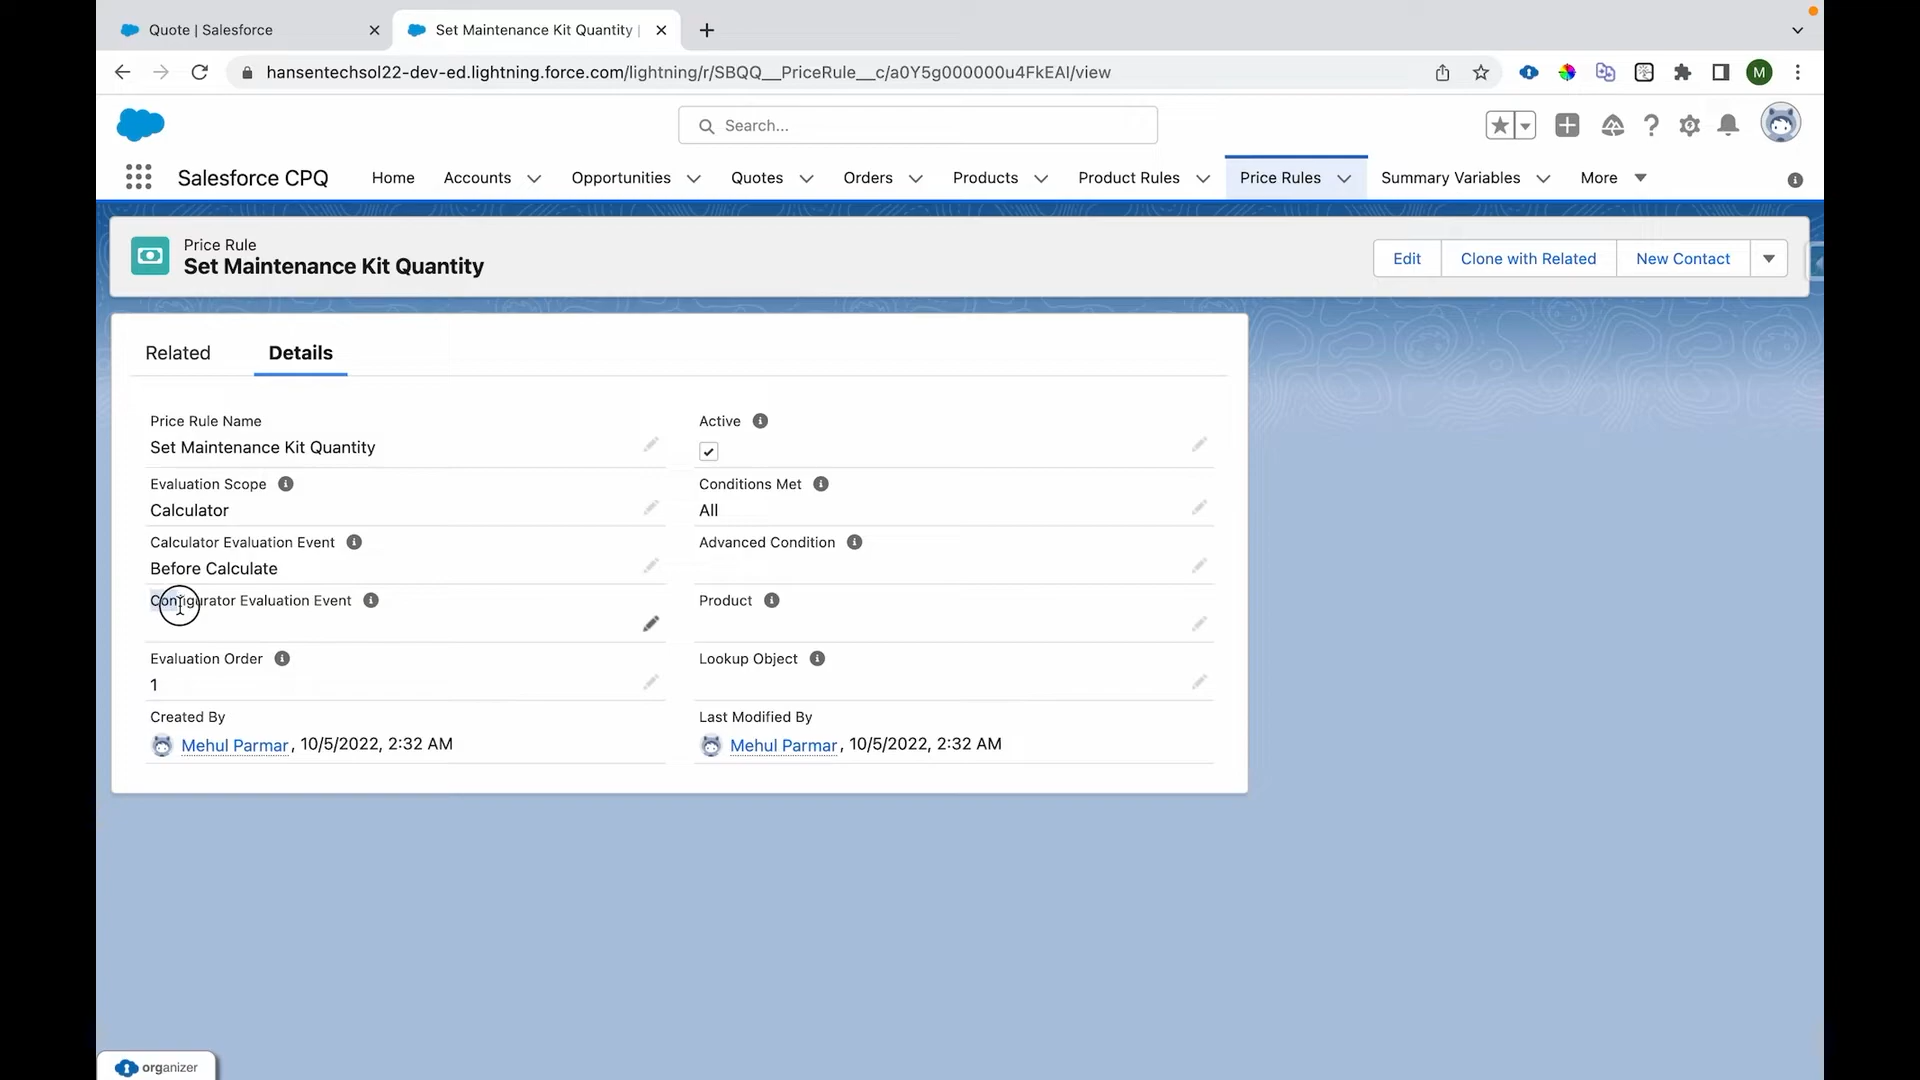 Quote | Salesforce
Set Maintenance Kit Quantity |
hansentechsol22-dev-ed.lightning.force.com/lightning/r/SBQQ__PriceRule__c/a0Y5g000000u4FkEAI/view
M
Search...
Salesforce CPQ Home Accounts Opportunities Quotes Orders Products Product Rules Price Rules Summary Variables More
Price Rule
Set Maintenance Kit Quantity
Edit Clone with Related New Contact
Related Details
Price Rule Name
Set Maintenance Kit Quantity
Active
Evaluation Scope
Calculator
Conditions Met
All
Calculator Evaluation Event
Before Calculate
Advanced Condition
Configurator Evaluation Event
Product
Evaluation Order
1
Lookup Object
Created By
Mehul Parmar, 10/5/2022, 2:32 AM
Last Modified By
Mehul Parmar, 10/5/2022, 2:32 AM
organizer